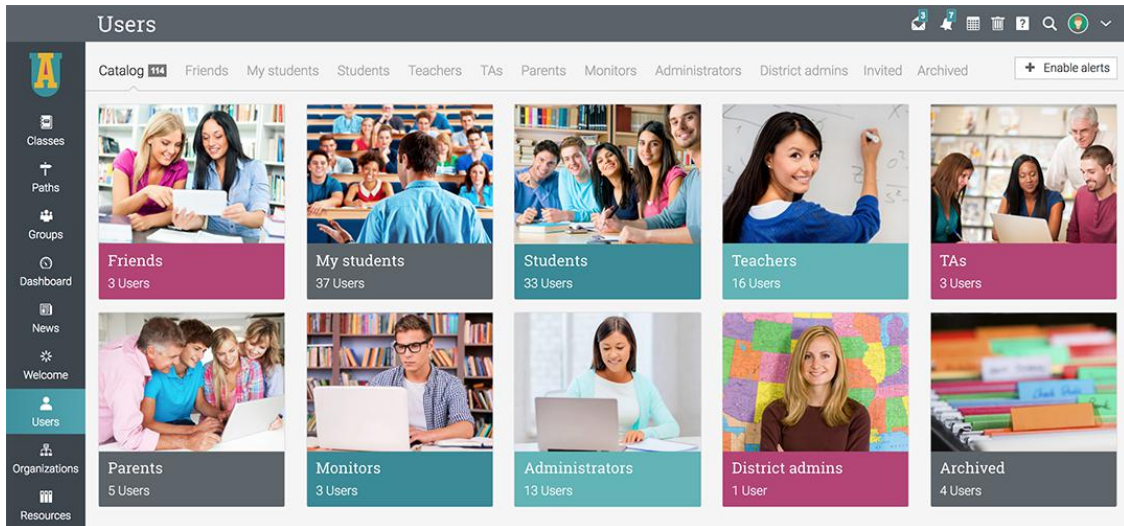 Users
3
7
Catalog 114 Friends My students Students Teachers TAs Parents Monitors Administrators District admins Invited Archived
+ Enable alerts
Classes
Paths
Groups
Dashboard
News
Welcome
Users
Organizations
Resources
Friends
3 Users
My students
37 Users
Students
33 Users
Teachers
16 Users
TAs
3 Users
Parents
5 Users
Monitors
3 Users
Administrators
13 Users
District admins
1 User
Archived
4 Users